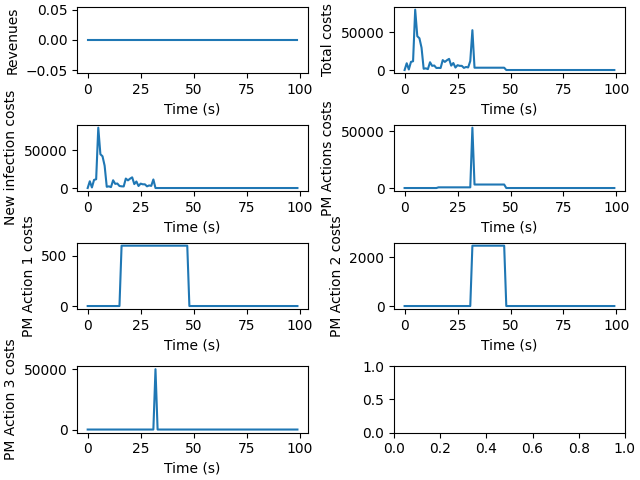 Revenues
0.05
0.00
−0.05
0 25 50 75 100
Time (s)
Total costs
50000
0
0 25 50 75 100
Time (s)
New infection costs
50000
0
0 25 50 75 100
Time (s)
PM Actions costs
50000
0
0 25 50 75 100
Time (s)
PM Action 1 costs
500
0
0 25 50 75 100
Time (s)
PM Action 2 costs
2000
0
0 25 50 75 100
Time (s)
PM Action 3 costs
50000
0
0 25 50 75 100
Time (s)
1.0
0.5
0.0
0.0 0.2 0.4 0.6 0.8 1.0